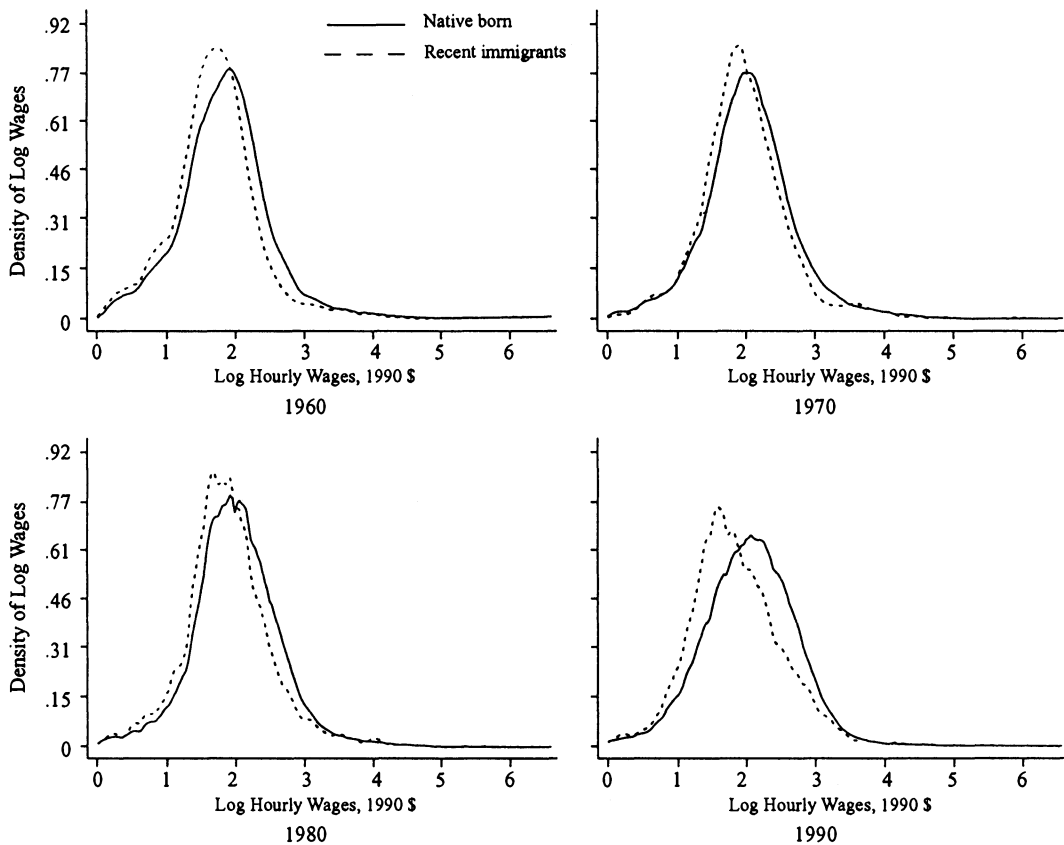 Native born
Recent immigrants
Density of Log Wages
.92
.77
.61
.46
.31
.15
0
0 1 2 3 4 5 6
Log Hourly Wages, 1990 $
1960
0 1 2 3 4 5 6
Log Hourly Wages, 1990 $
1970
Density of Log Wages
.92
.77
.61
.46
.31
.15
0
0 1 2 3 4 5 6
Log Hourly Wages, 1990 $
1980
0 1 2 3 4 5 6
Log Hourly Wages, 1990 $
1990